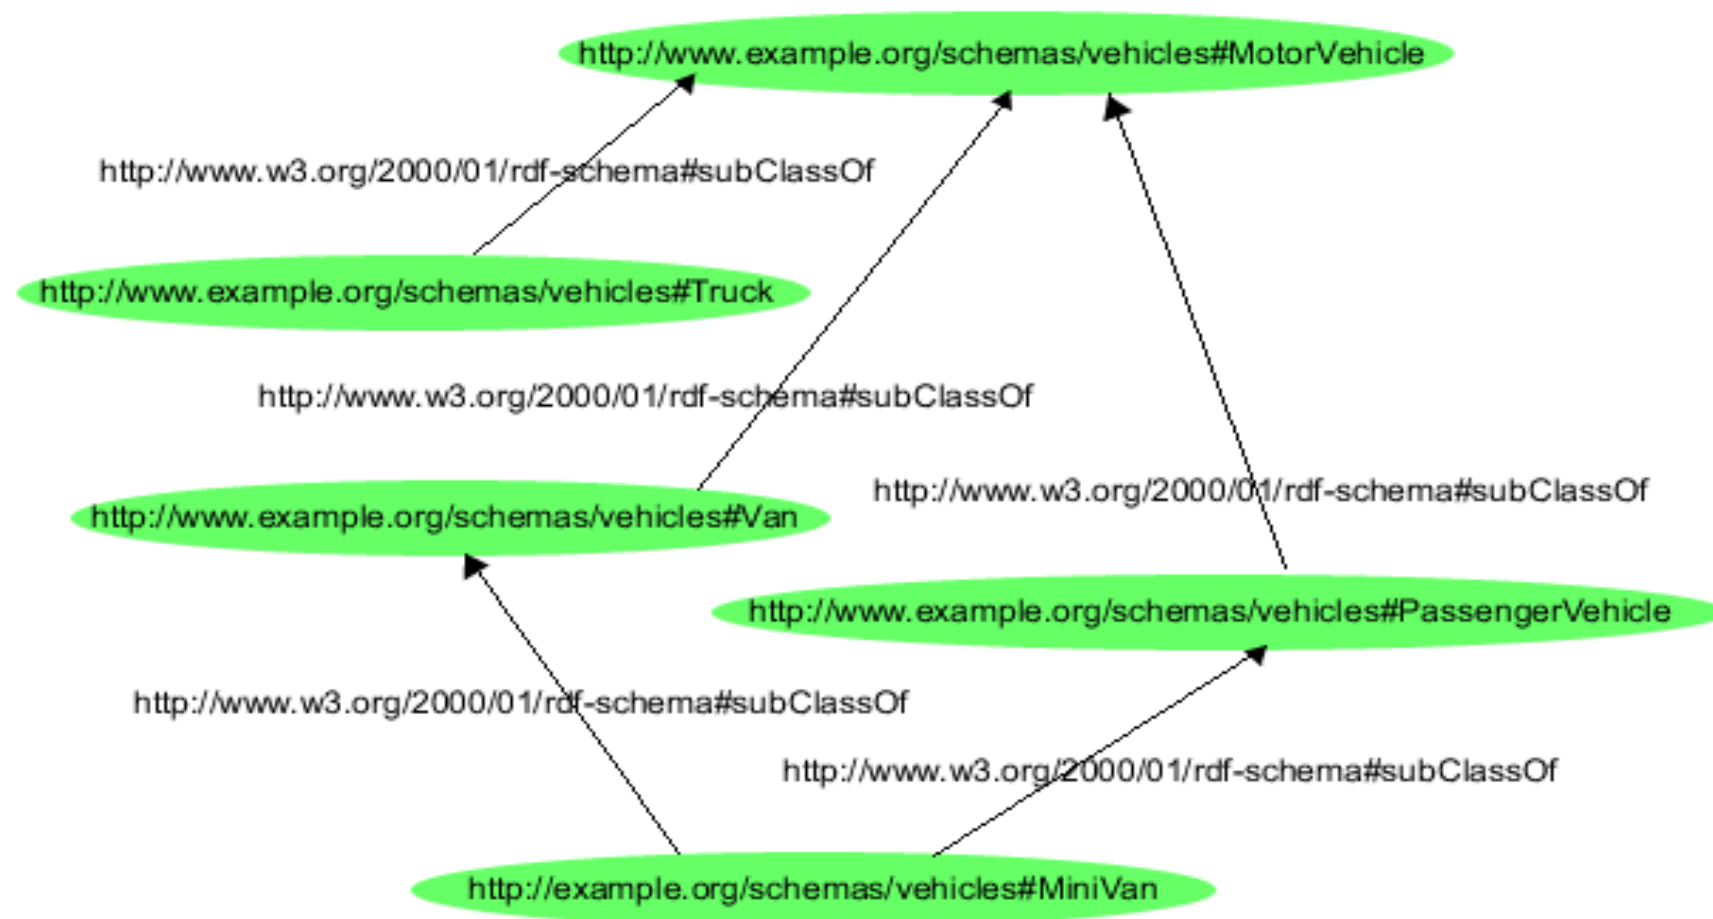 http://www.example.org/schemas/vehicles#MotorVehicle
http://www.w3.org/2000/01/rdf-schema#subClassOf
http://www.example.org/schemas/vehicles#Truck
http://www.w3.org/2000/01/rdf-schema#subClassOf
http://www.w3.org/2000/01/rdf-schema#subClassOf
http://www.example.org/schemas/vehicles#Van
http://www.example.org/schemas/vehicles#PassengerVehicle
http://www.w3.org/2000/01/rdf-schema#subClassOf
http://www.w3.org/2000/01/rdf-schema#subClassOf
http://example.org/schemas/vehicles#MiniVan